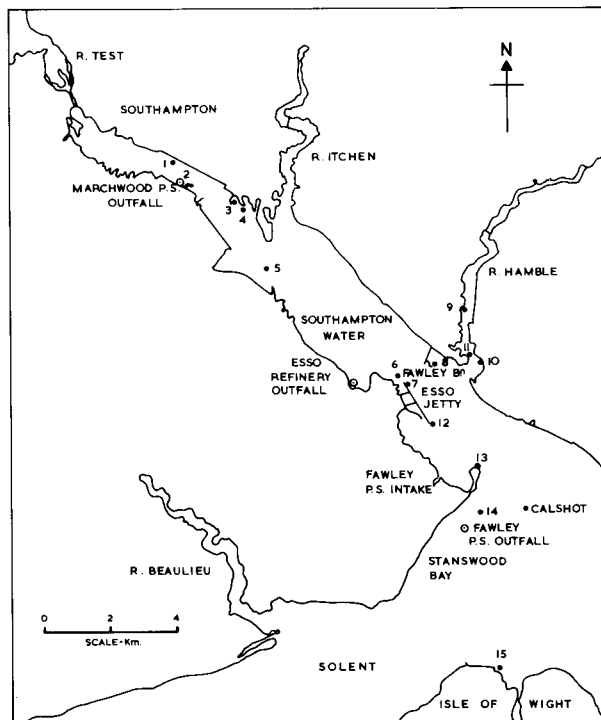 R. TEST
N
SOUTHAMPTON
R. ITCHEN
1
2
MARCHWOOD P.S.
OUTFALL
3
4
R. HAMBLE
5
9
SOUTHAMPTON
WATER
11
8
10
6
FAWLEY Bn
ESSO
REFINERY
OUTFALL
7
ESSO
JETTY
12
13
FAWLEY
P.S. INTAKE
14
CALSHOT
FAWLEY
P.S. OUTFALL
R. BEAULIEU
STANSWOOD
BAY
0 2 4
SCALE-Km.
15
SOLENT
ISLE OF WIGHT